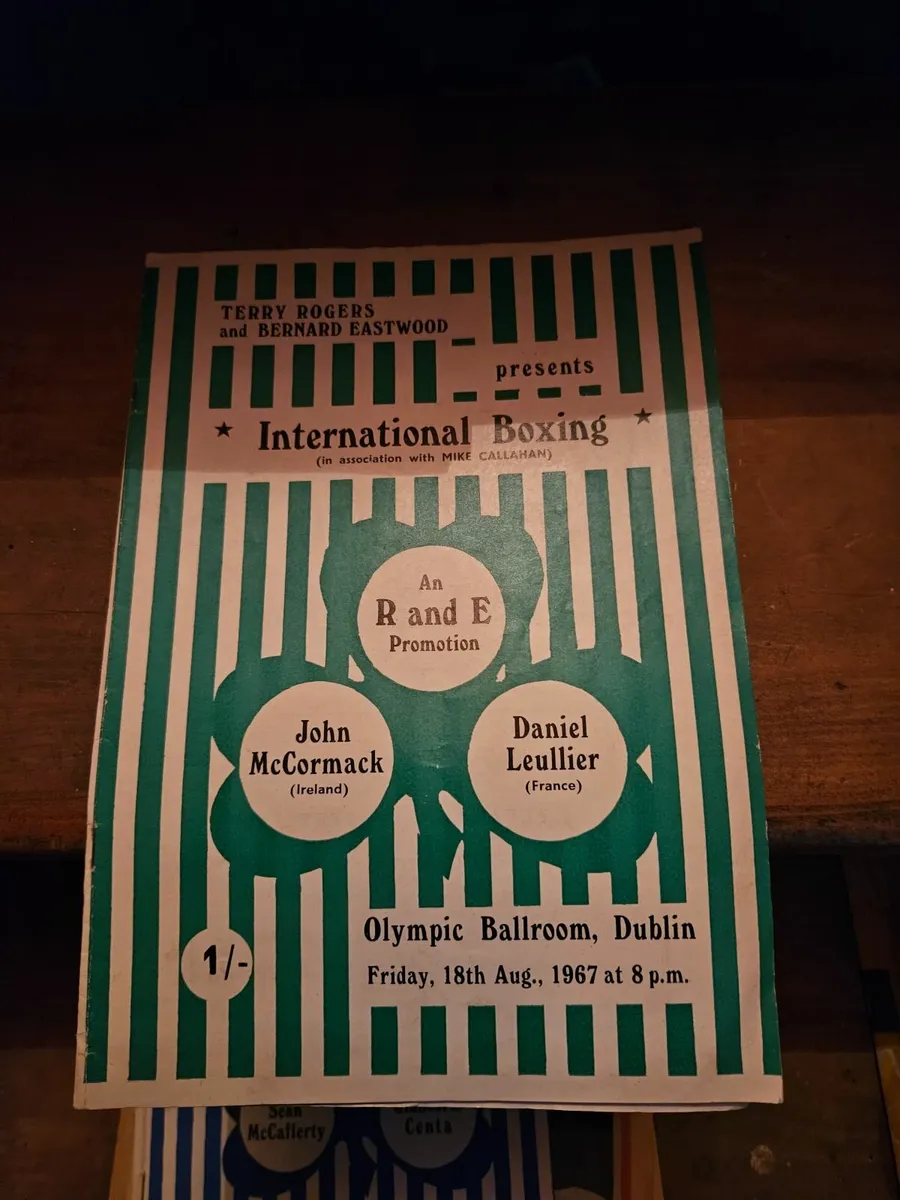 TERRY ROGERS
and BERNARD EASTWOOD
presents
★ International Boxing ★
(in association with MIKE CALLAHAN)
An
R and E
Promotion
John
McCormack
(Ireland)
Daniel
Leullier
(France)
1/-
Olympic Ballroom, Dublin
Friday, 18th Aug., 1967 at 8 p.m.
Sean
McCafferty
Centa